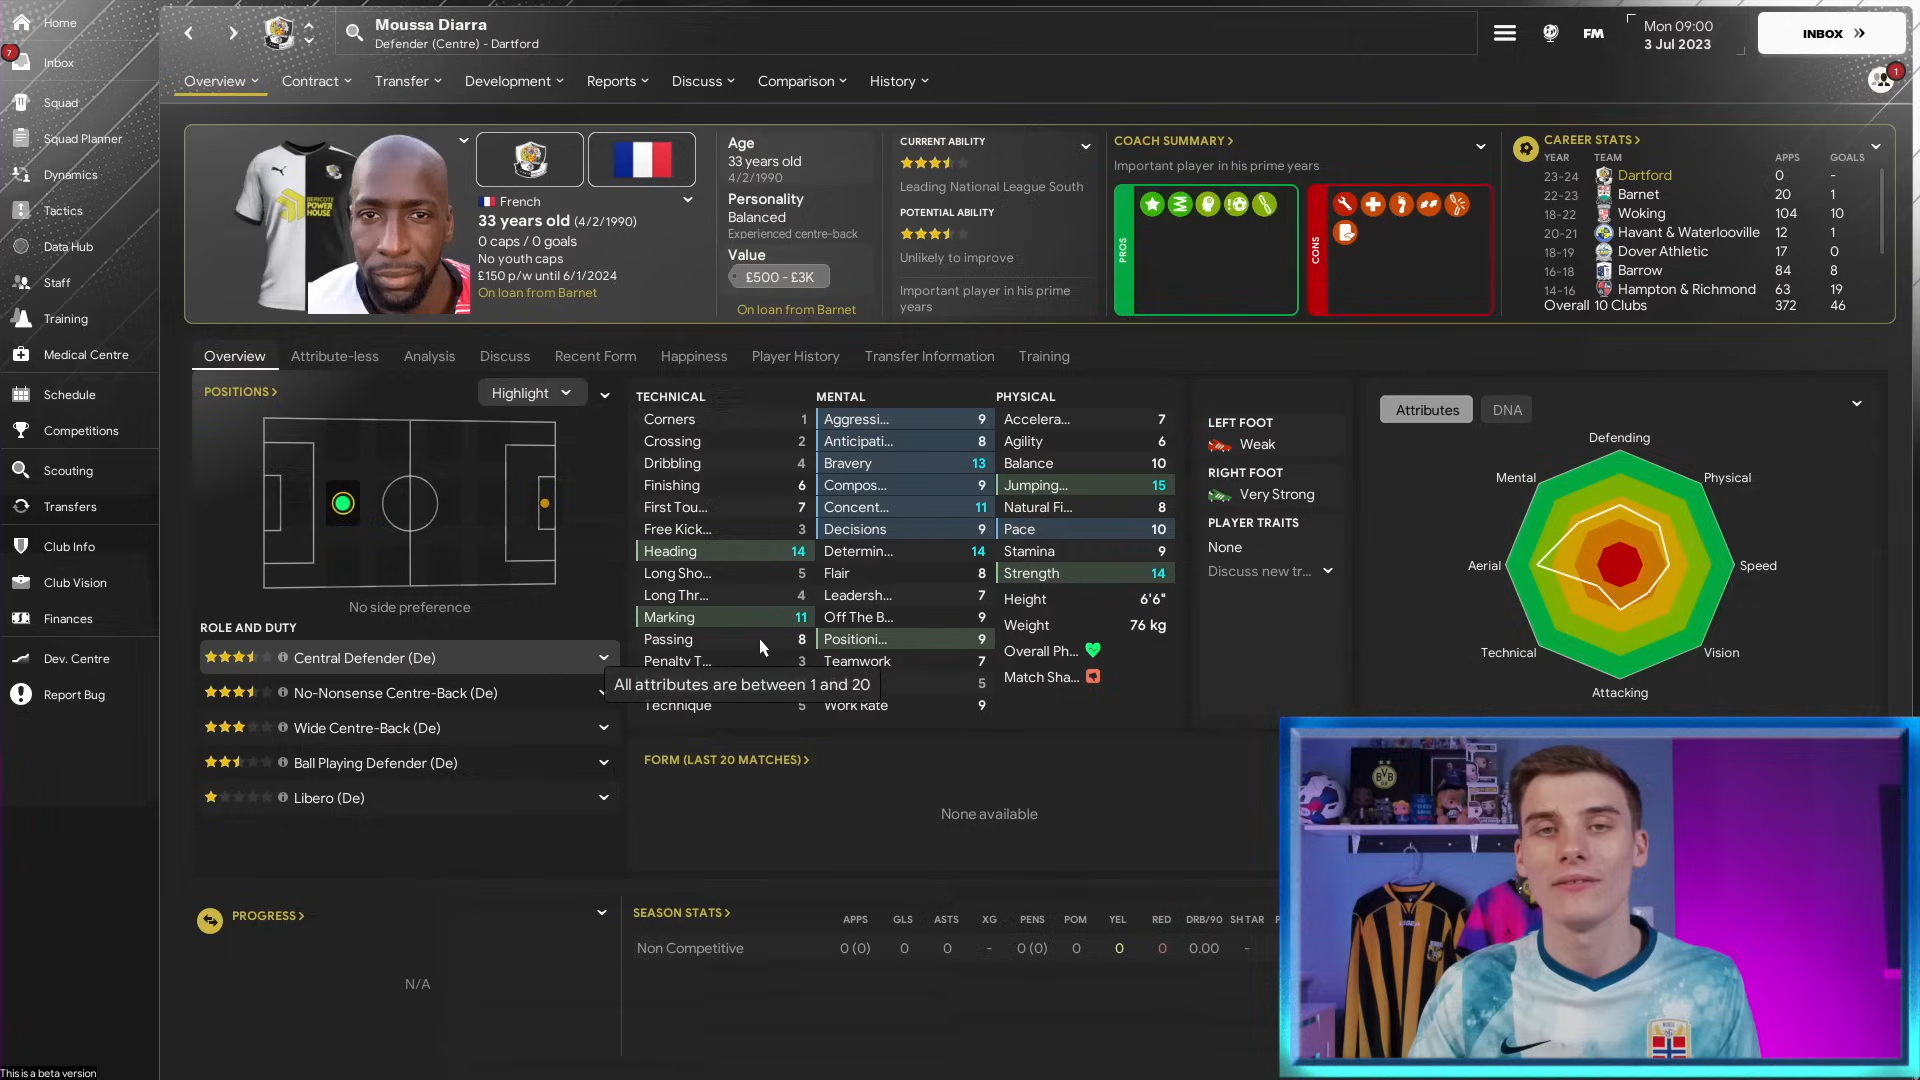 Home
7
Inbox
Squad
Squad Planner
Dynamics
Tactics
Data Hub
Staff
Training
Medical Centre
Schedule
Competitions
Scouting
Transfers
Club Info
Club Vision
Finances
Dev. Centre
Report Bug
This is a beta version
Moussa Diarra
Defender (Centre) - Dartford
FM
Mon 09:00
3 Jul 2023
INBOX
1
Overview Contract Transfer Development Reports Discuss Comparison History
BERICOTE
POWER
HOUSE
French
33 years old (4/2/1990)
0 caps / 0 goals
No youth caps
£150 p/w until 6/1/2024
On loan from Barnet
Age
33 years old
4/2/1990
Personality
Balanced
Experienced centre-back
Value
£500 - £3K
On loan from Barnet
CURRENT ABILITY
Leading National League South
POTENTIAL ABILITY
Unlikely to improve
Important player in his prime
years
COACH SUMMARY
Important player in his prime years
PROS
CONS
CAREER STATS
YEAR TEAM APPS GOALS
23-24 Dartford 0 -
22-23 Barnet 20 1
18-22 Woking 104 10
20-21 Havant & Waterlooville 12 1
18-19 Dover Athletic 17 0
16-18 Barrow 84 8
14-16 Hampton & Richmond 63 19
Overall 10 Clubs 372 46
Overview Attribute-less Analysis Discuss Recent Form Happiness Player History Transfer Information Training
POSITIONS
Highlight
No side preference
ROLE AND DUTY
Central Defender (De)
No-Nonsense Centre-Back (De)
Wide Centre-Back (De)
Ball Playing Defender (De)
Libero (De)
TECHNICAL
Corners 1
Crossing 2
Dribbling 4
Finishing 6
First Tou... 7
Free Kick... 3
Heading 14
Long Sho... 5
Long Thr... 4
Marking 11
Passing 8
Penalty T... 3
Technique 5
All attributes are between 1 and 20
MENTAL
Aggressi... 9
Anticipati... 8
Bravery 13
Compos... 9
Concent... 11
Decisions 9
Determin... 14
Flair 8
Leadersh... 7
Off The B... 9
Positioni... 9
Teamwork 7
5
Work Rate 9
PHYSICAL
Accelera... 7
Agility 6
Balance 10
Jumping... 15
Natural Fi... 8
Pace 10
Stamina 9
Strength 14
Height 6'6"
Weight 76 kg
Overall Ph...
Match Sha...
LEFT FOOT
Weak
RIGHT FOOT
Very Strong
PLAYER TRAITS
None
Discuss new tr...
Attributes DNA
Defending
Mental Physical
Aerial Speed
Technical Vision
Attacking
FORM (LAST 20 MATCHES)
None available
PROGRESS
N/A
SEASON STATS APPS GLS ASTS XG PENS POM YEL RED DRB/90 SH TAR
Non Competitive 0 (0) 0 0 - 0 (0) 0 0 0 0.00 -
BVB
09
NORGE